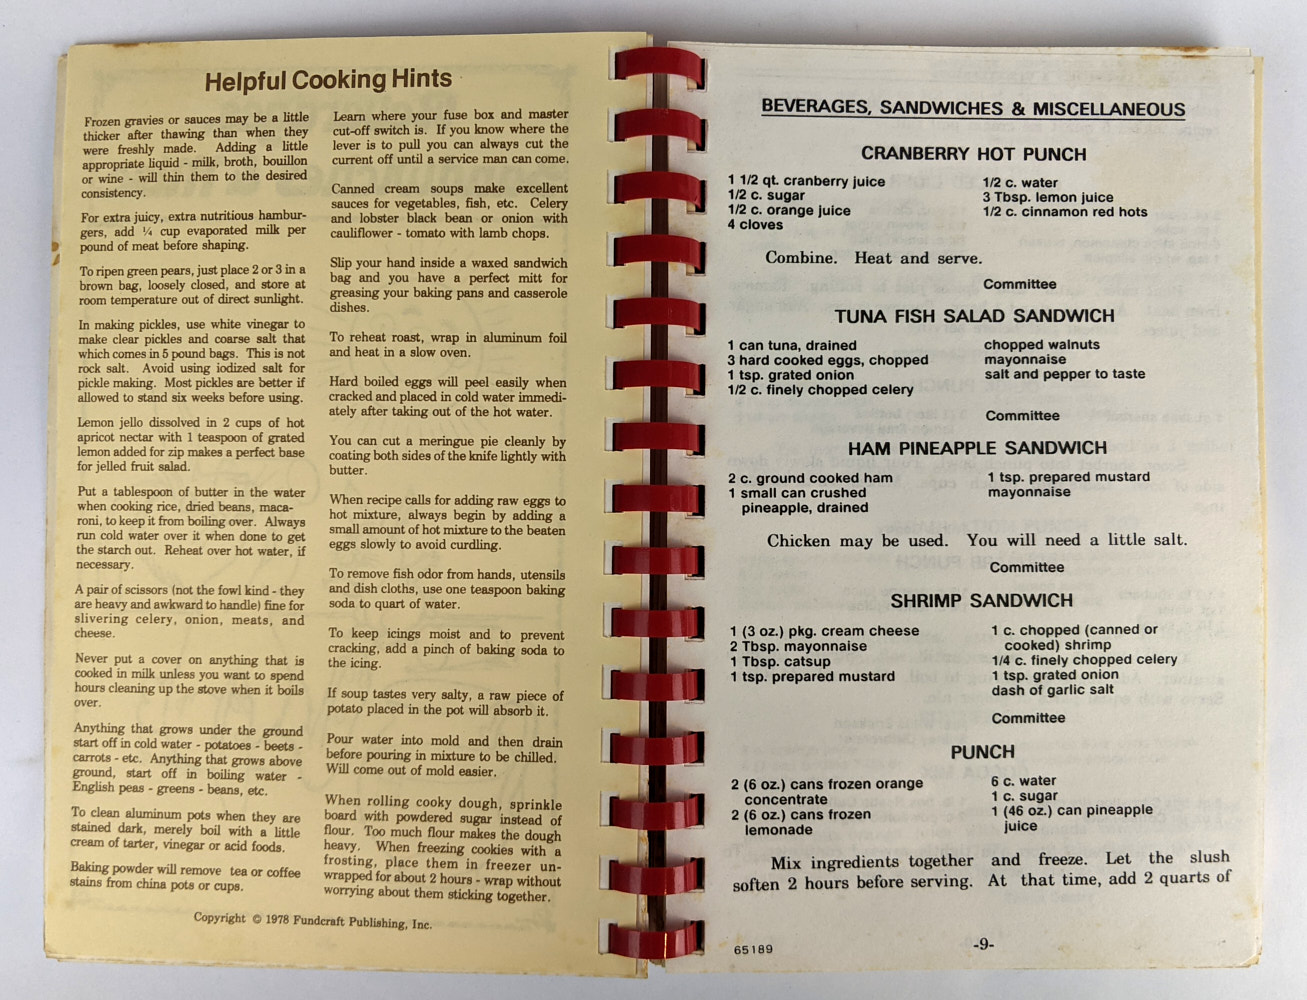 Helpful Cooking Hints
Frozen gravies or sauces may be a little
thicker after thawing than when they
were freshly made. Adding a little
appropriate liquid - milk, broth, bouillon
or wine - will thin them to the desired
consistency.
For extra juicy, extra nutritious hambur-
gers, add ¼ cup evaporated milk per
pound of meat before shaping.
To ripen green pears, just place 2 or 3 in a
brown bag, loosely closed, and store at
room temperature out of direct sunlight.
In making pickles, use white vinegar to
make clear pickles and coarse salt that
which comes in 5 pound bags. This is not
rock salt. Avoid using iodized salt for
pickle making. Most pickles are better if
allowed to stand six weeks before using.
Lemon jello dissolved in 2 cups of hot
apricot nectar with 1 teaspoon of grated
lemon added for zip makes a perfect base
for jelled fruit salad.
Put a tablespoon of butter in the water
when cooking rice, dried beans, maca-
roni, to keep it from boiling over. Always
run cold water over it when done to get
the starch out. Reheat over hot water, if
necessary.
A pair of scissors (not the fowl kind - they
are heavy and awkward to handle) fine for
slivering celery, onion, meats, and
cheese.
Never put a cover on anything that is
cooked in milk unless you want to spend
hours cleaning up the stove when it boils
over.
Anything that grows under the ground
start off in cold water - potatoes - beets -
carrots - etc. Anything that grows above
ground, start off in boiling water -
English peas - greens - beans, etc.
To clean aluminum pots when they are
stained dark, merely boil with a little
cream of tarter, vinegar or acid foods.
Baking powder will remove tea or coffee
stains from china pots or cups.
Learn where your fuse box and master
cut-off switch is. If you know where the
lever is to pull you can always cut the
current off until a service man can come.
Canned cream soups make excellent
sauces for vegetables, fish, etc. Celery
and lobster black bean or onion with
cauliflower - tomato with lamb chops.
Slip your hand inside a waxed sandwich
bag and you have a perfect mitt for
greasing your baking pans and casserole
dishes.
To reheat roast, wrap in aluminum foil
and heat in a slow oven.
Hard boiled eggs will peel easily when
cracked and placed in cold water immedi-
ately after taking out of the hot water.
You can cut a meringue pie cleanly by
coating both sides of the knife lightly with
butter.
When recipe calls for adding raw eggs to
hot mixture, always begin by adding a
small amount of hot mixture to the beaten
eggs slowly to avoid curdling.
To remove fish odor from hands, utensils
and dish cloths, use one teaspoon baking
soda to quart of water.
To keep icings moist and to prevent
cracking, add a pinch of baking soda to
the icing.
If soup tastes very salty, a raw piece of
potato placed in the pot will absorb it.
Pour water into mold and then drain
before pouring in mixture to be chilled.
Will come out of mold easier.
When rolling cooky dough, sprinkle
board with powdered sugar instead of
flour. Too much flour makes the dough
heavy. When freezing cookies with a
frosting, place them in freezer un-
wrapped for about 2 hours - wrap without
worrying about them sticking together.
Copyright © 1978 Fundcraft Publishing, Inc.
BEVERAGES, SANDWICHES & MISCELLANEOUS
CRANBERRY HOT PUNCH
1 1/2 qt. cranberry juice
1/2 c. sugar
1/2 c. orange juice
4 cloves
1/2 c. water
3 Tbsp. lemon juice
1/2 c. cinnamon red hots
Combine. Heat and serve.
Committee
TUNA FISH SALAD SANDWICH
1 can tuna, drained
3 hard cooked eggs, chopped
1 tsp. grated onion
1/2 c. finely chopped celery
chopped walnuts
mayonnaise
salt and pepper to taste
Committee
HAM PINEAPPLE SANDWICH
2 c. ground cooked ham
1 small can crushed
pineapple, drained
1 tsp. prepared mustard
mayonnaise
Chicken may be used. You will need a little salt.
Committee
SHRIMP SANDWICH
1 (3 oz.) pkg. cream cheese
2 Tbsp. mayonnaise
1 Tbsp. catsup
1 tsp. prepared mustard
1 c. chopped (canned or
cooked) shrimp
1/4 c. finely chopped celery
1 tsp. grated onion
dash of garlic salt
Committee
PUNCH
2 (6 oz.) cans frozen orange
concentrate
2 (6 oz.) cans frozen
lemonade
6 c. water
1 c. sugar
1 (46 oz.) can pineapple
juice
Mix ingredients together and freeze. Let the slush
soften 2 hours before serving. At that time, add 2 quarts of
65189
-9-